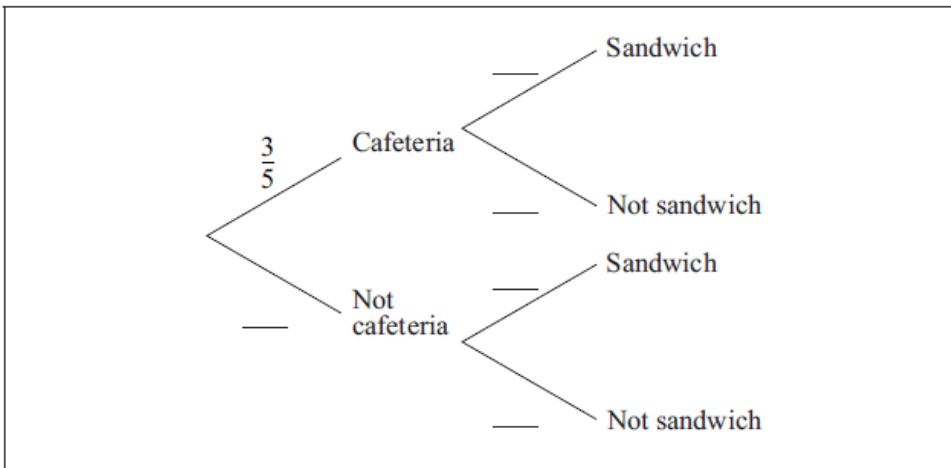 Sandwich
3
5
Cafeteria
Not sandwich
Sandwich
Not
cafeteria
Not sandwich